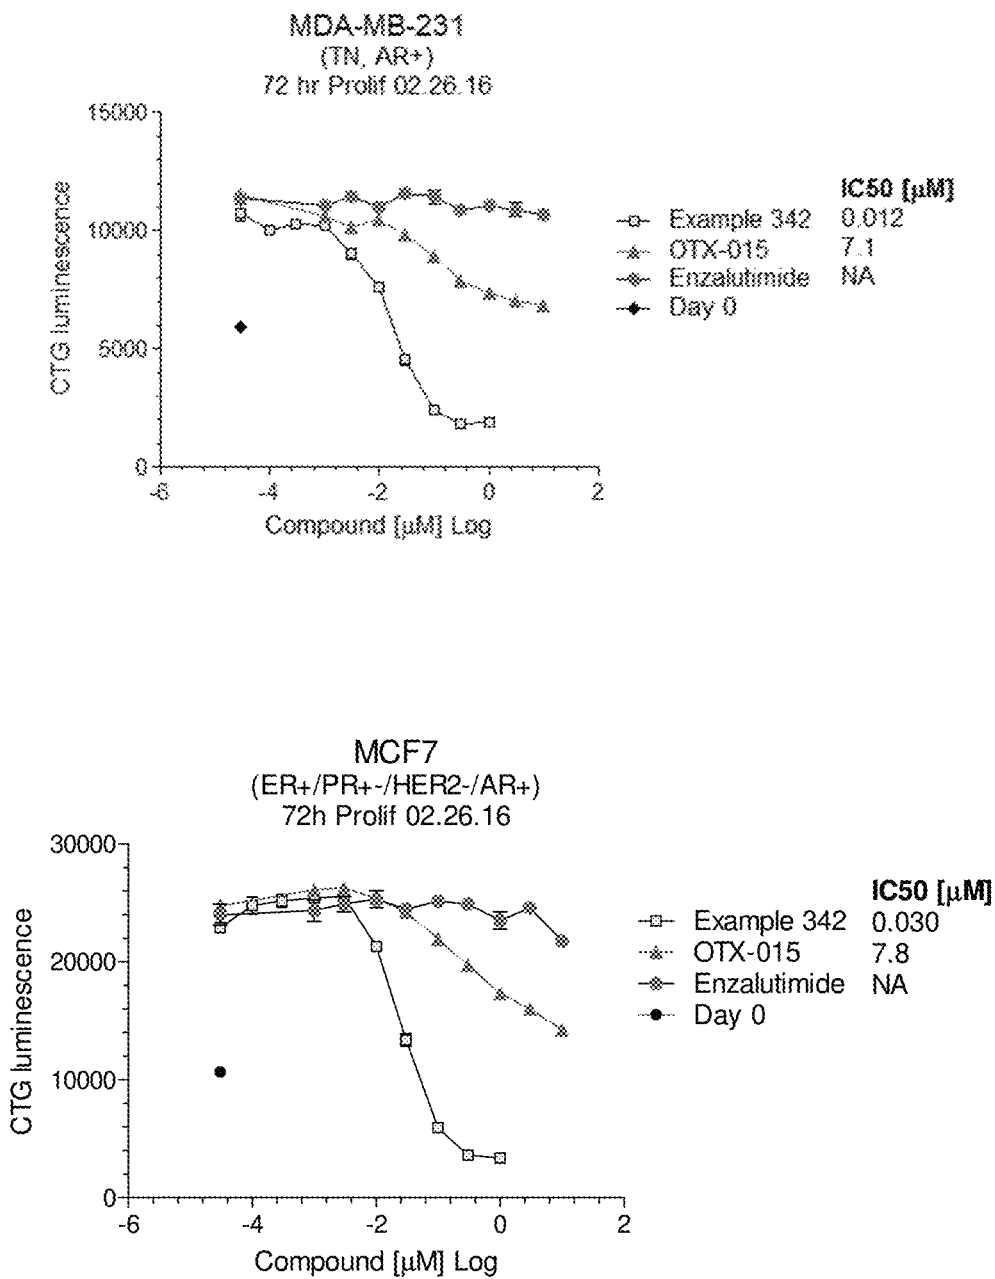 MDA-MB-231
(TN, AR+)
72 hr Prolif 02.26.16
15000
10000
5000
0
CTG luminescence
-6 -4 -2 0 2
Compound [µM] Log
IC50 [µM]
Example 342 0.012
OTX-015 7.1
Enzalutimide NA
Day 0
MCF7
(ER+/PR+-/HER2-/AR+)
72h Prolif 02.26.16
30000
20000
10000
0
CTG luminescence
-6 -4 -2 0 2
Compound [µM] Log
IC50 [µM]
Example 342 0.030
OTX-015 7.8
Enzalutimide NA
Day 0